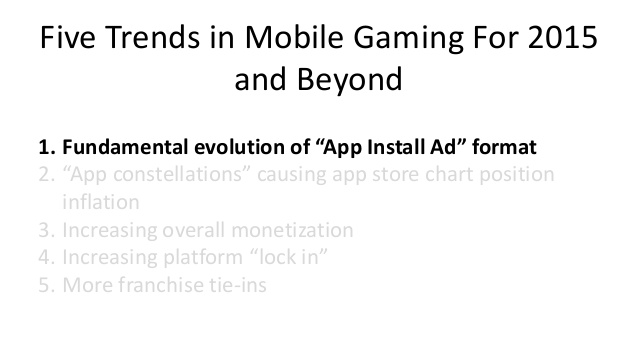 Five Trends in Mobile Gaming For 2015
and Beyond
1. Fundamental evolution of “App Install Ad” format
2. “App constellations” causing app store chart position
inflation
3. Increasing overall monetization
4. Increasing platform “lock in”
5. More franchise tie-ins